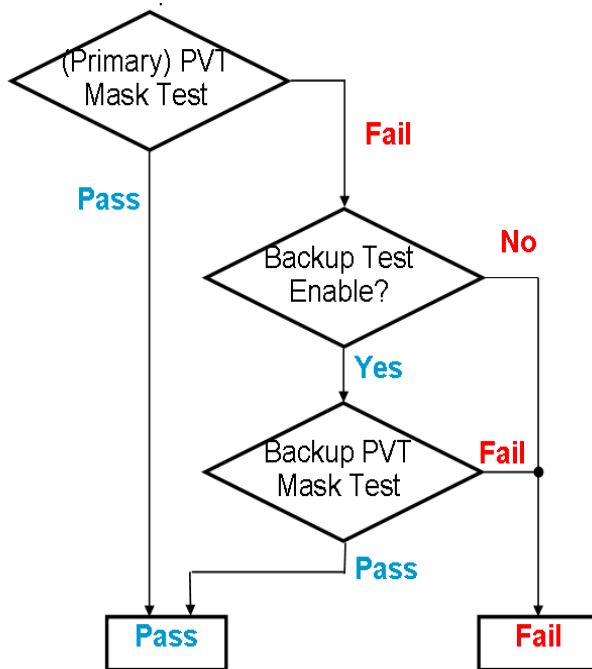 (Primary) PVT
Mask Test
Fail
Pass
No
Backup Test
Enable?
Yes
Backup PVT
Mask Test
Fail
Pass
Pass
Fail